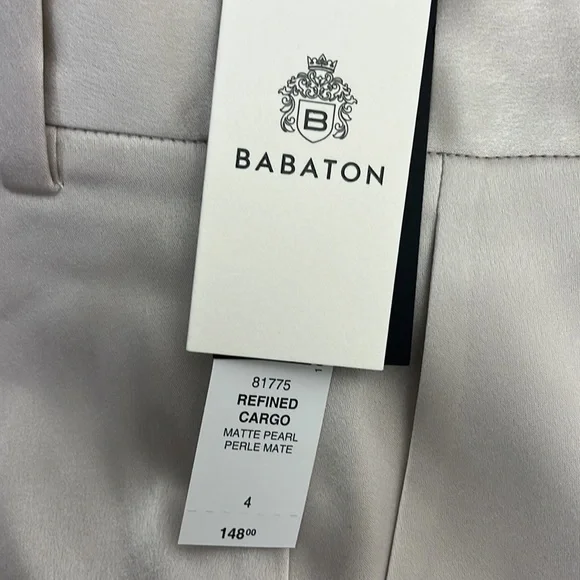 B
BABATON
81775
REFINED
CARGO
MATTE PEARL
PERLE MATE
4
148⁰⁰